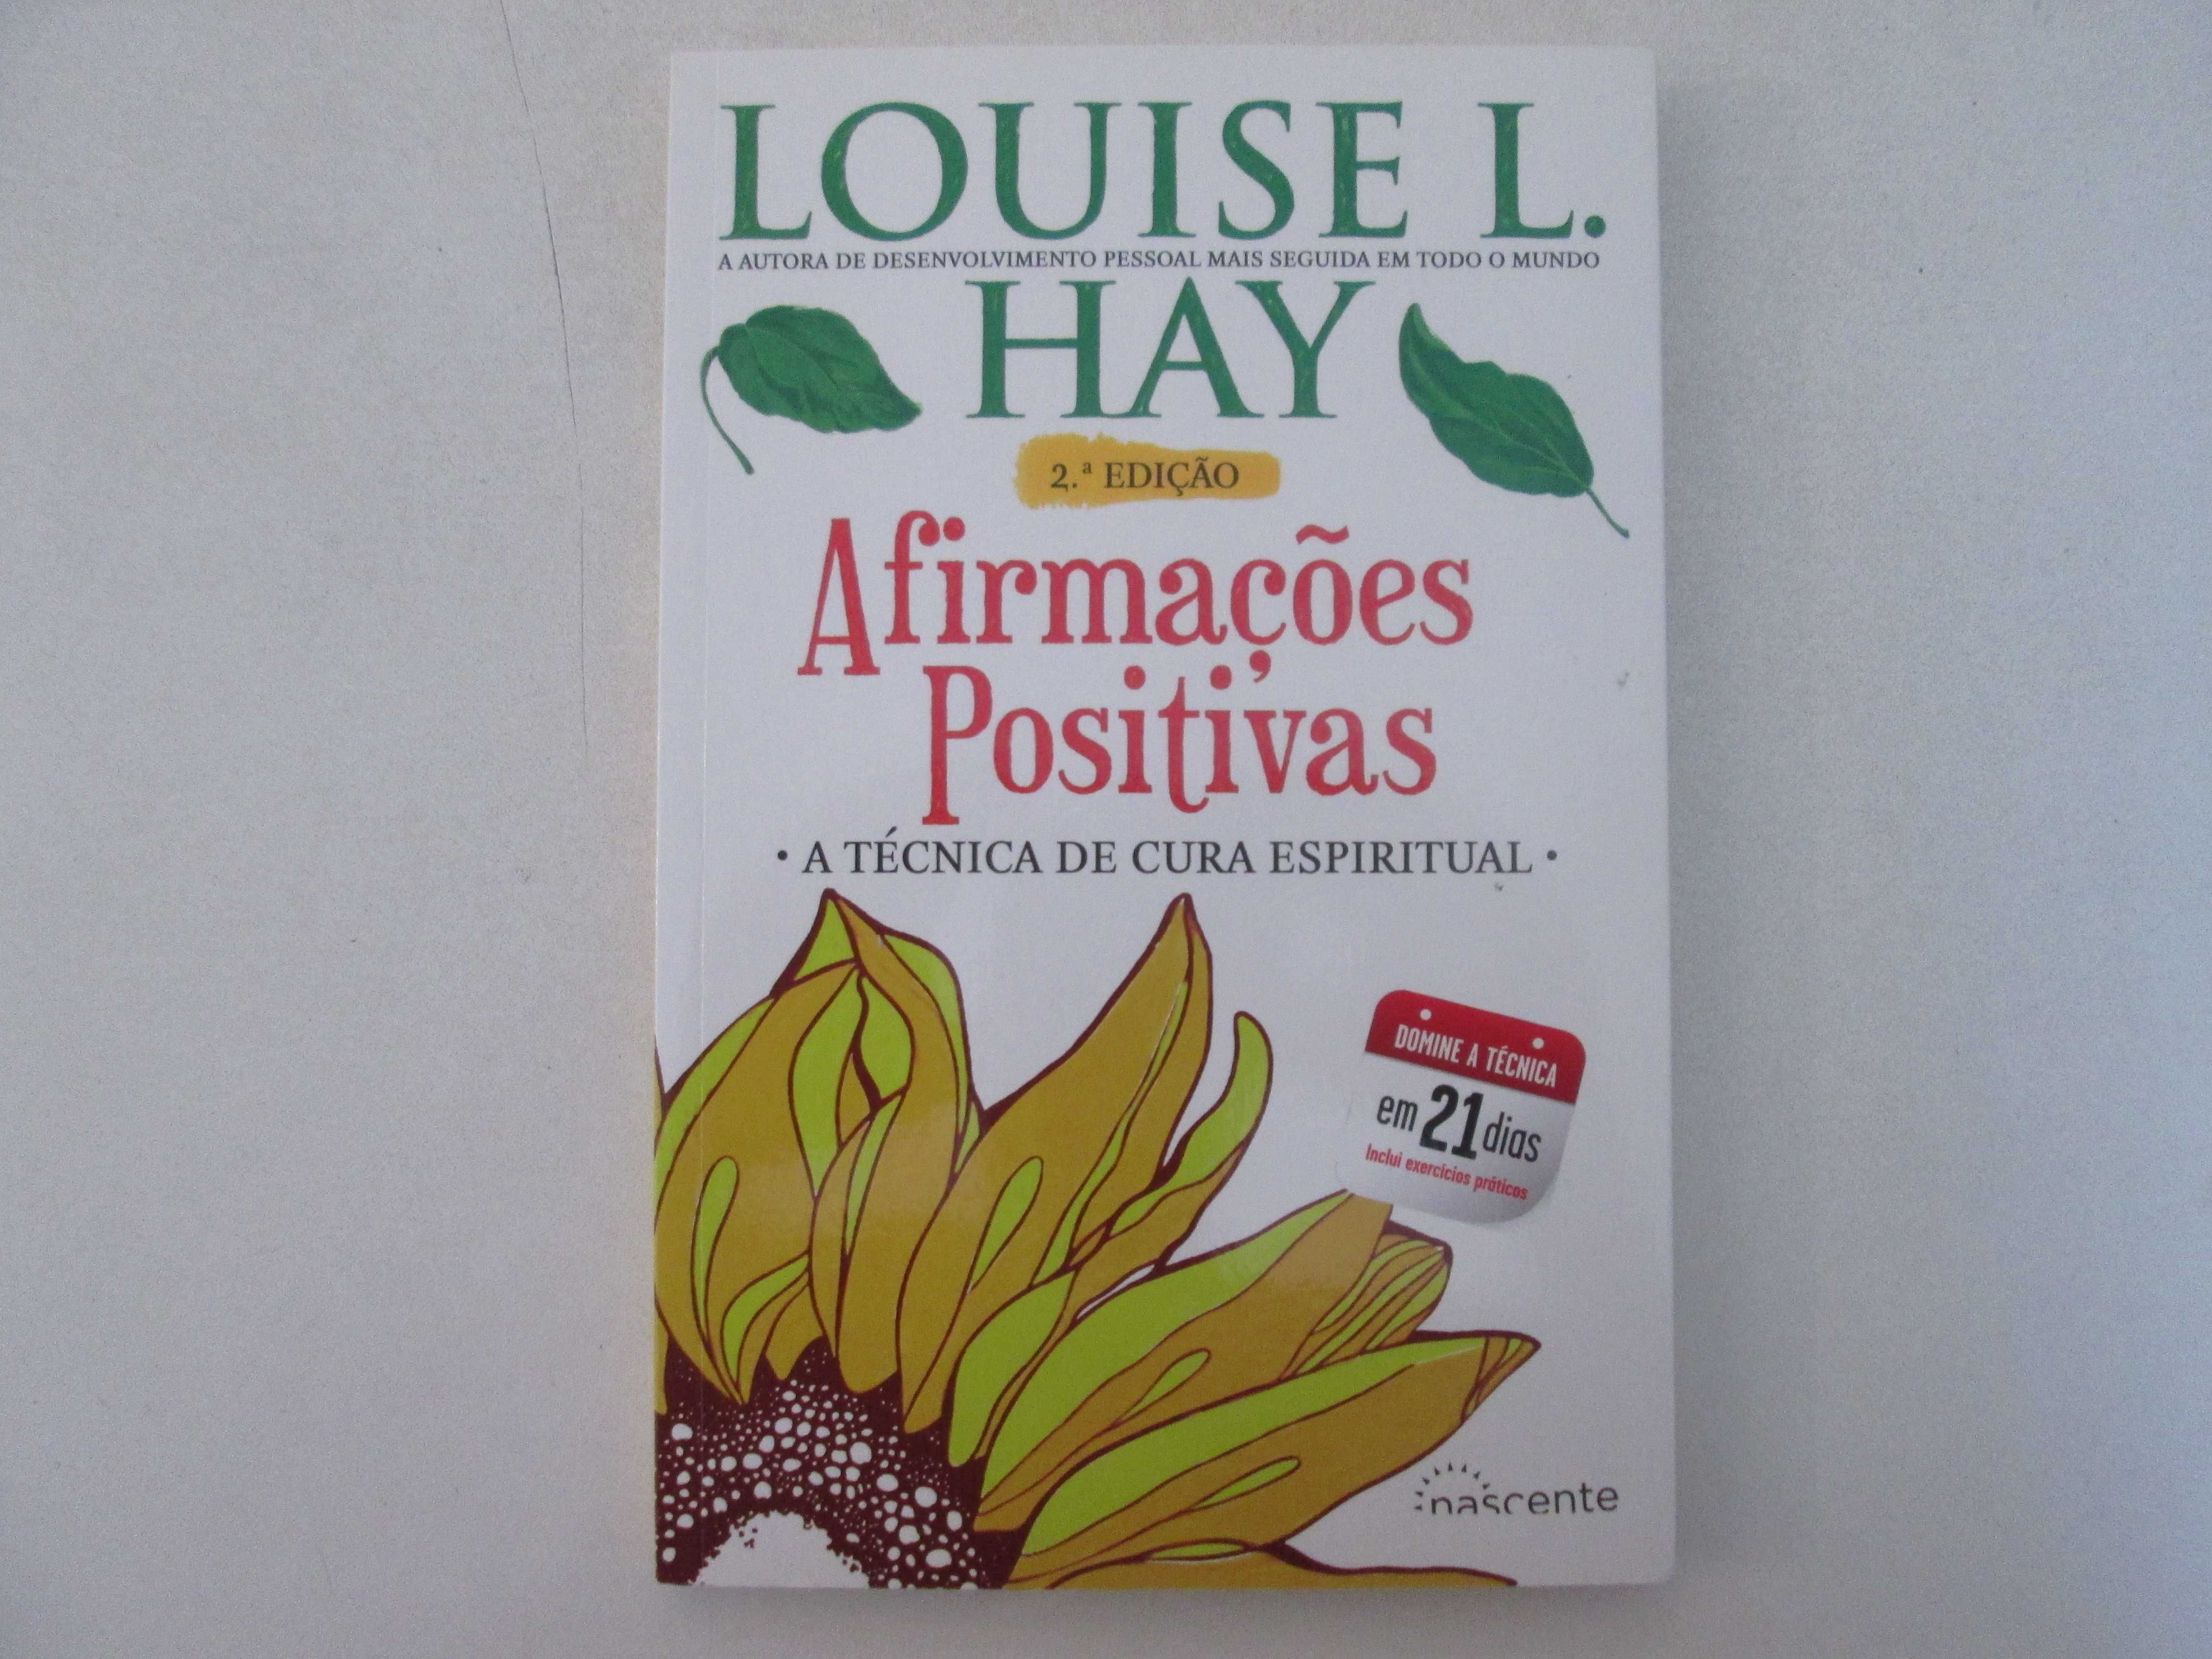 LOUISE L.
A AUTORA DE DESENVOLVIMENTO PESSOAL MAIS SEGUIDA EM TODO O MUNDO
HAY
2.ª EDIÇÃO
Afirmações
Positivas
• A TÉCNICA DE CURA ESPIRITUAL •
DOMINE A TÉCNICA
em 21 dias
Inclui exercícios práticos
nascente